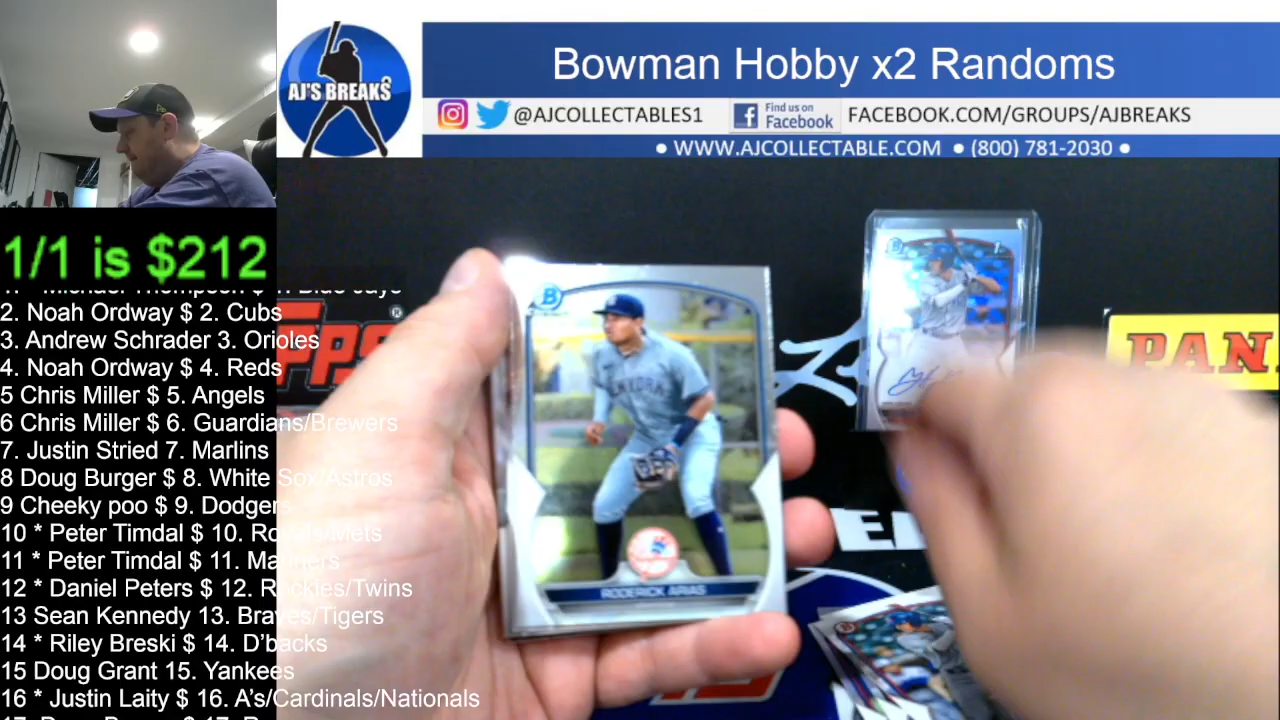 Bowman Hobby x2 Randoms
AJ'S BREAKS
@AJCOLLECTABLES1
Find us on
Facebook
FACEBOOK.COM/GROUPS/AJBREAKS
• WWW.AJCOLLECTABLE.COM • (800) 781-2030 •
1/1 is $212
2. Noah Ordway $ 2. Cubs
3. Andrew Schrader 3. Orioles
4. Noah Ordway $ 4. Reds
5 Chris Miller $ 5. Angels
6 Chris Miller $ 6. Guardians/Brewers
7. Justin Stried 7. Marlins
8 Doug Burger $ 8. White Sox/Astros
9 Cheeky poo $ 9. Dodgers
10 * Peter Timdal $ 10. Royals/Mets
11 * Peter Timdal $ 11. Mariners
12 * Daniel Peters $ 12. Rockies/Twins
13 Sean Kennedy 13. Braves/Tigers
14 * Riley Breski $ 14. D'backs
15 Doug Grant 15. Yankees
16 * Justin Laity $ 16. A's/Cardinals/Nationals
B
NEW YORK
RODERICK ARIAS
PAN